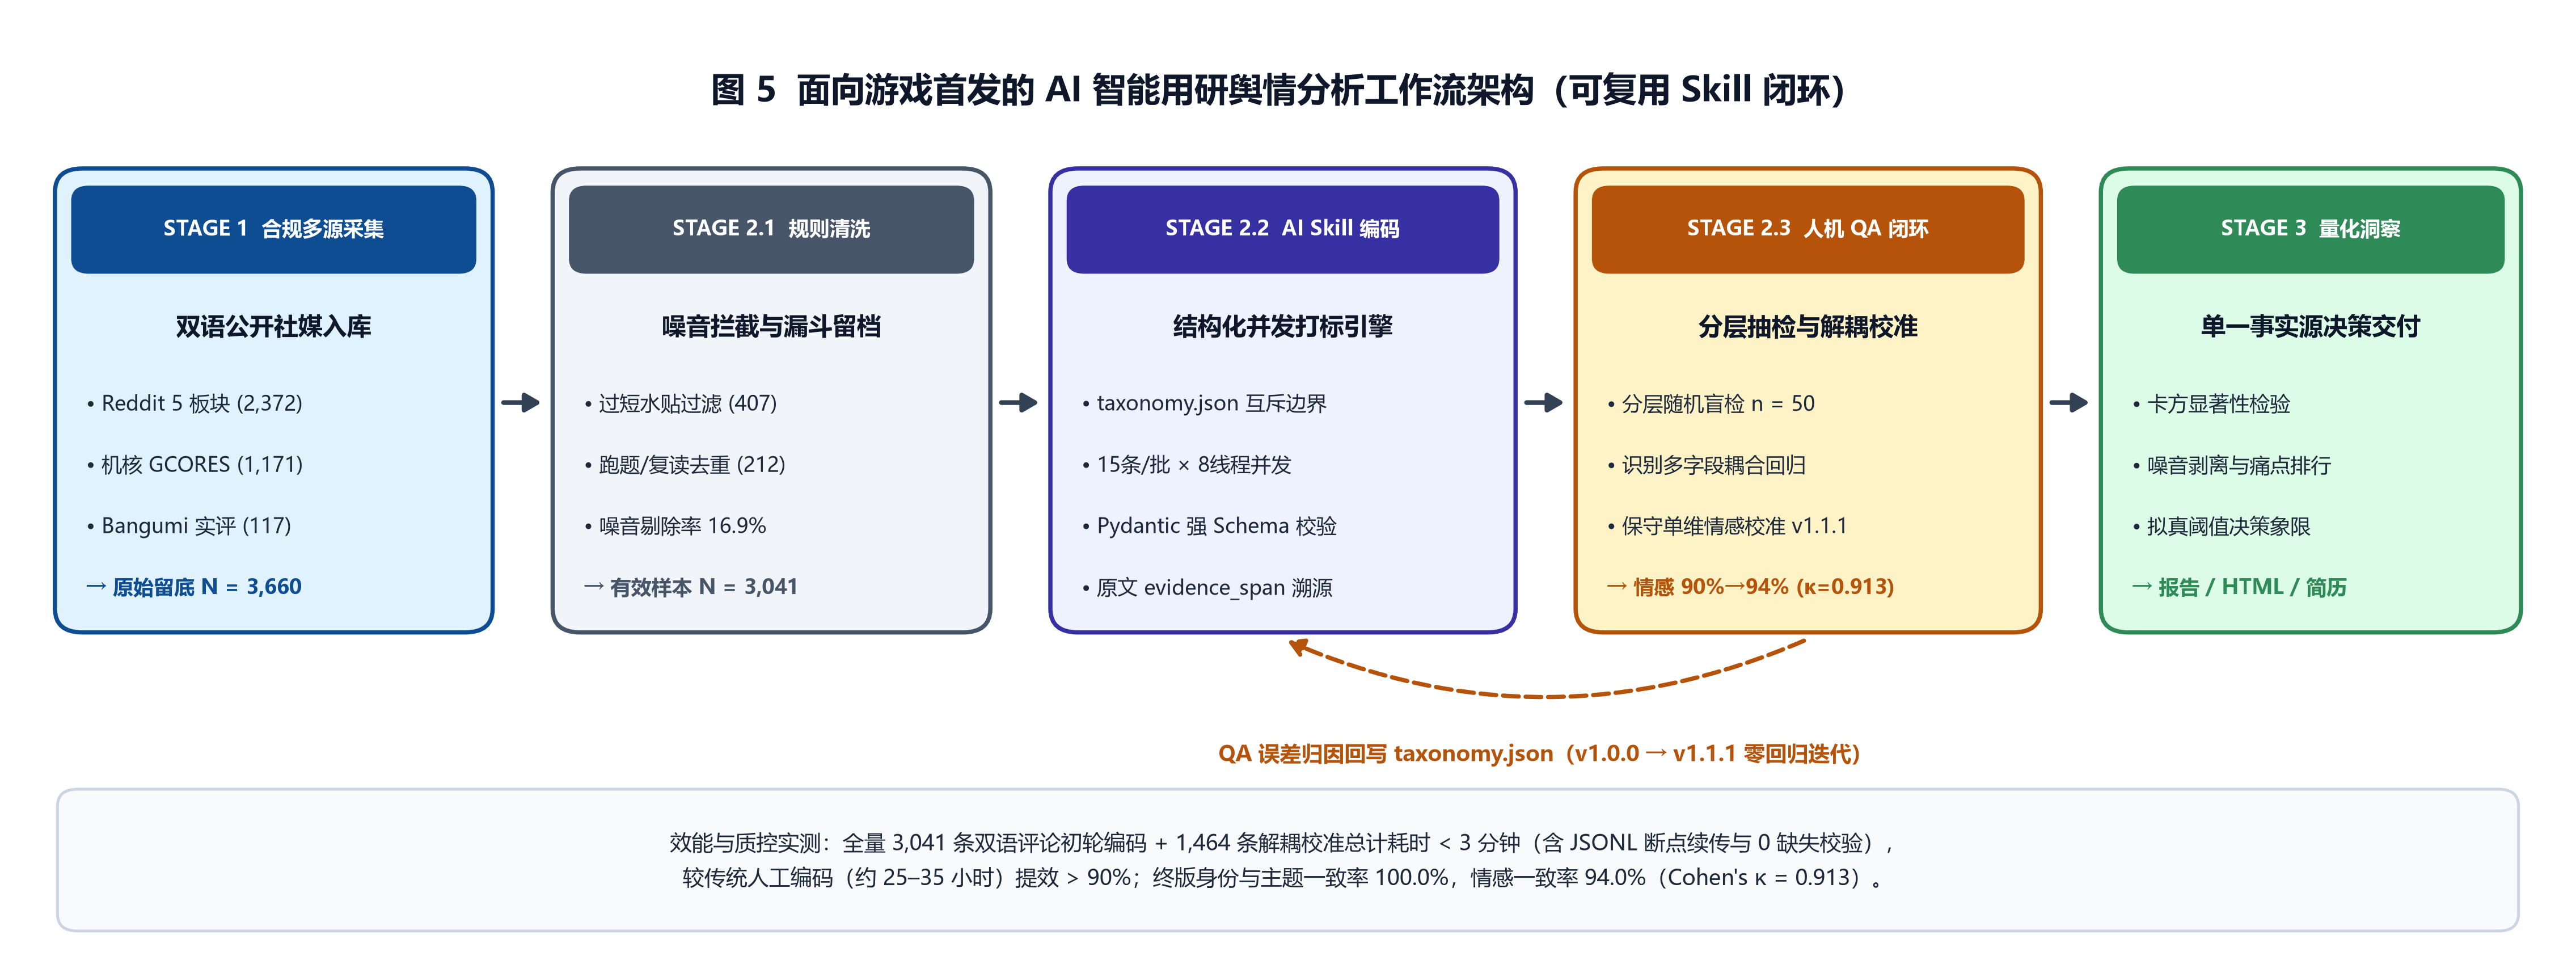 图 5 面向游戏首发的 AI 智能用研舆情分析工作流架构（可复用 Skill 闭环）
STAGE 1 合规多源采集
双语公开社媒入库
• Reddit 5 板块 (2,372)
• 机核 GCORES (1,171)
• Bangumi 实评 (117)
→ 原始留底 N = 3,660
STAGE 2.1 规则清洗
噪音拦截与漏斗留档
• 过短水贴过滤 (407)
• 跑题/复读去重 (212)
• 噪音剔除率 16.9%
→ 有效样本 N = 3,041
STAGE 2.2 AI Skill 编码
结构化并发打标引擎
• taxonomy.json 互斥边界
• 15条/批 × 8线程并发
• Pydantic 强 Schema 校验
• 原文 evidence_span 溯源
STAGE 2.3 人机 QA 闭环
分层抽检与解耦校准
• 分层随机盲检 n = 50
• 识别多字段耦合回归
• 保守单维情感校准 v1.1.1
→ 情感 90%→94% (κ=0.913)
STAGE 3 量化洞察
单一事实源决策交付
• 卡方显著性检验
• 噪音剥离与痛点排行
• 拟真阈值决策象限
→ 报告 / HTML / 简历
QA 误差归因回写 taxonomy.json（v1.0.0 → v1.1.1 零回归迭代）
效能与质控实测：全量 3,041 条双语评论初轮编码 + 1,464 条解耦校准总计耗时 < 3 分钟（含 JSONL 断点续传与 0 缺失校验），
较传统人工编码（约 25–35 小时）提效 > 90%；终版身份与主题一致率 100.0%，情感一致率 94.0%（Cohen's κ = 0.913）。